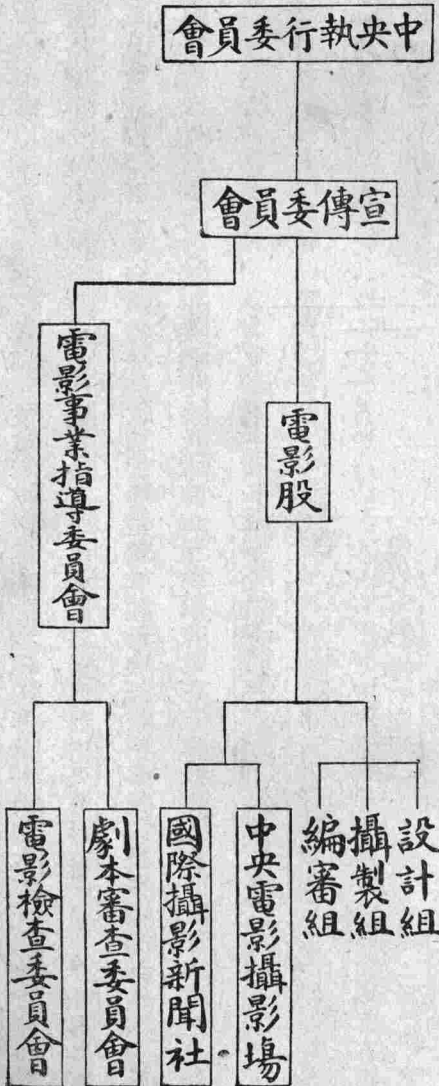 中央執行委員會
宣傳委員會
電影股
電影事業指導委員會
設計組
攝製組
編審組
中央電影攝影場
國際攝影新聞社
劇本審查委員會
電影檢查委員會